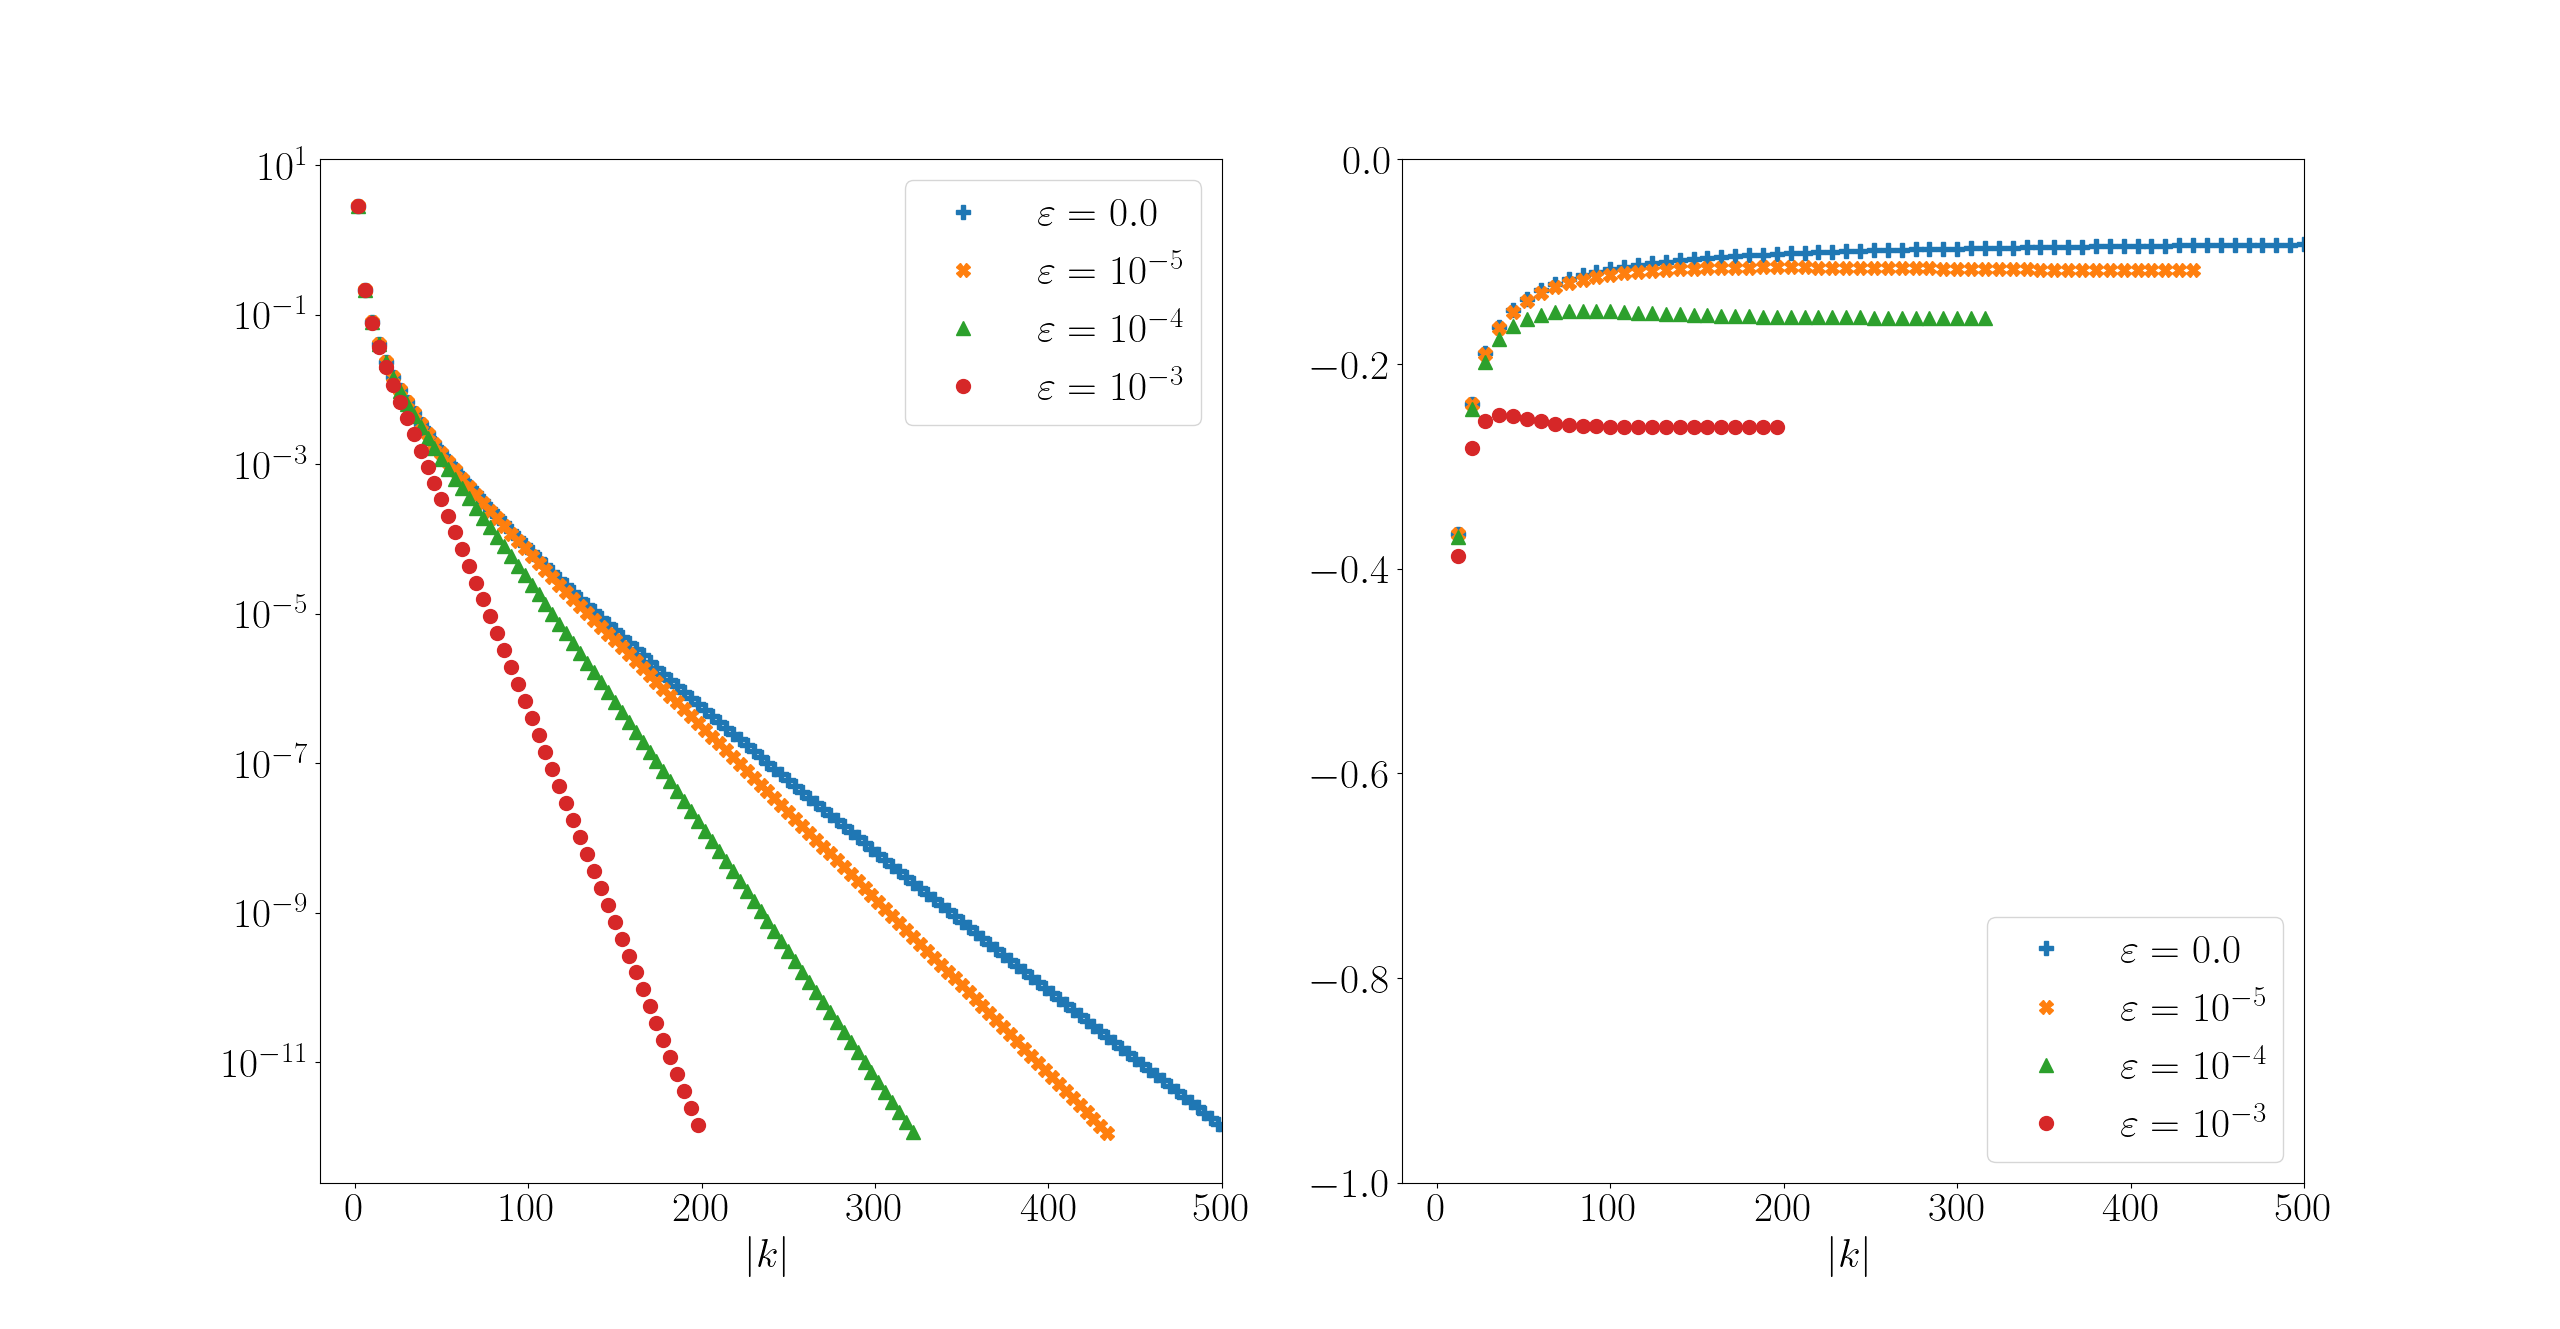 10^1
10^{-1}
10^{-3}
10^{-5}
10^{-7}
10^{-9}
10^{-11}
0 100 200 300 400 500
|k|
ε = 0.0
ε = 10^{-5}
ε = 10^{-4}
ε = 10^{-3}
0.0
−0.2
−0.4
−0.6
−0.8
−1.0
0 100 200 300 400 500
|k|
ε = 0.0
ε = 10^{-5}
ε = 10^{-4}
ε = 10^{-3}